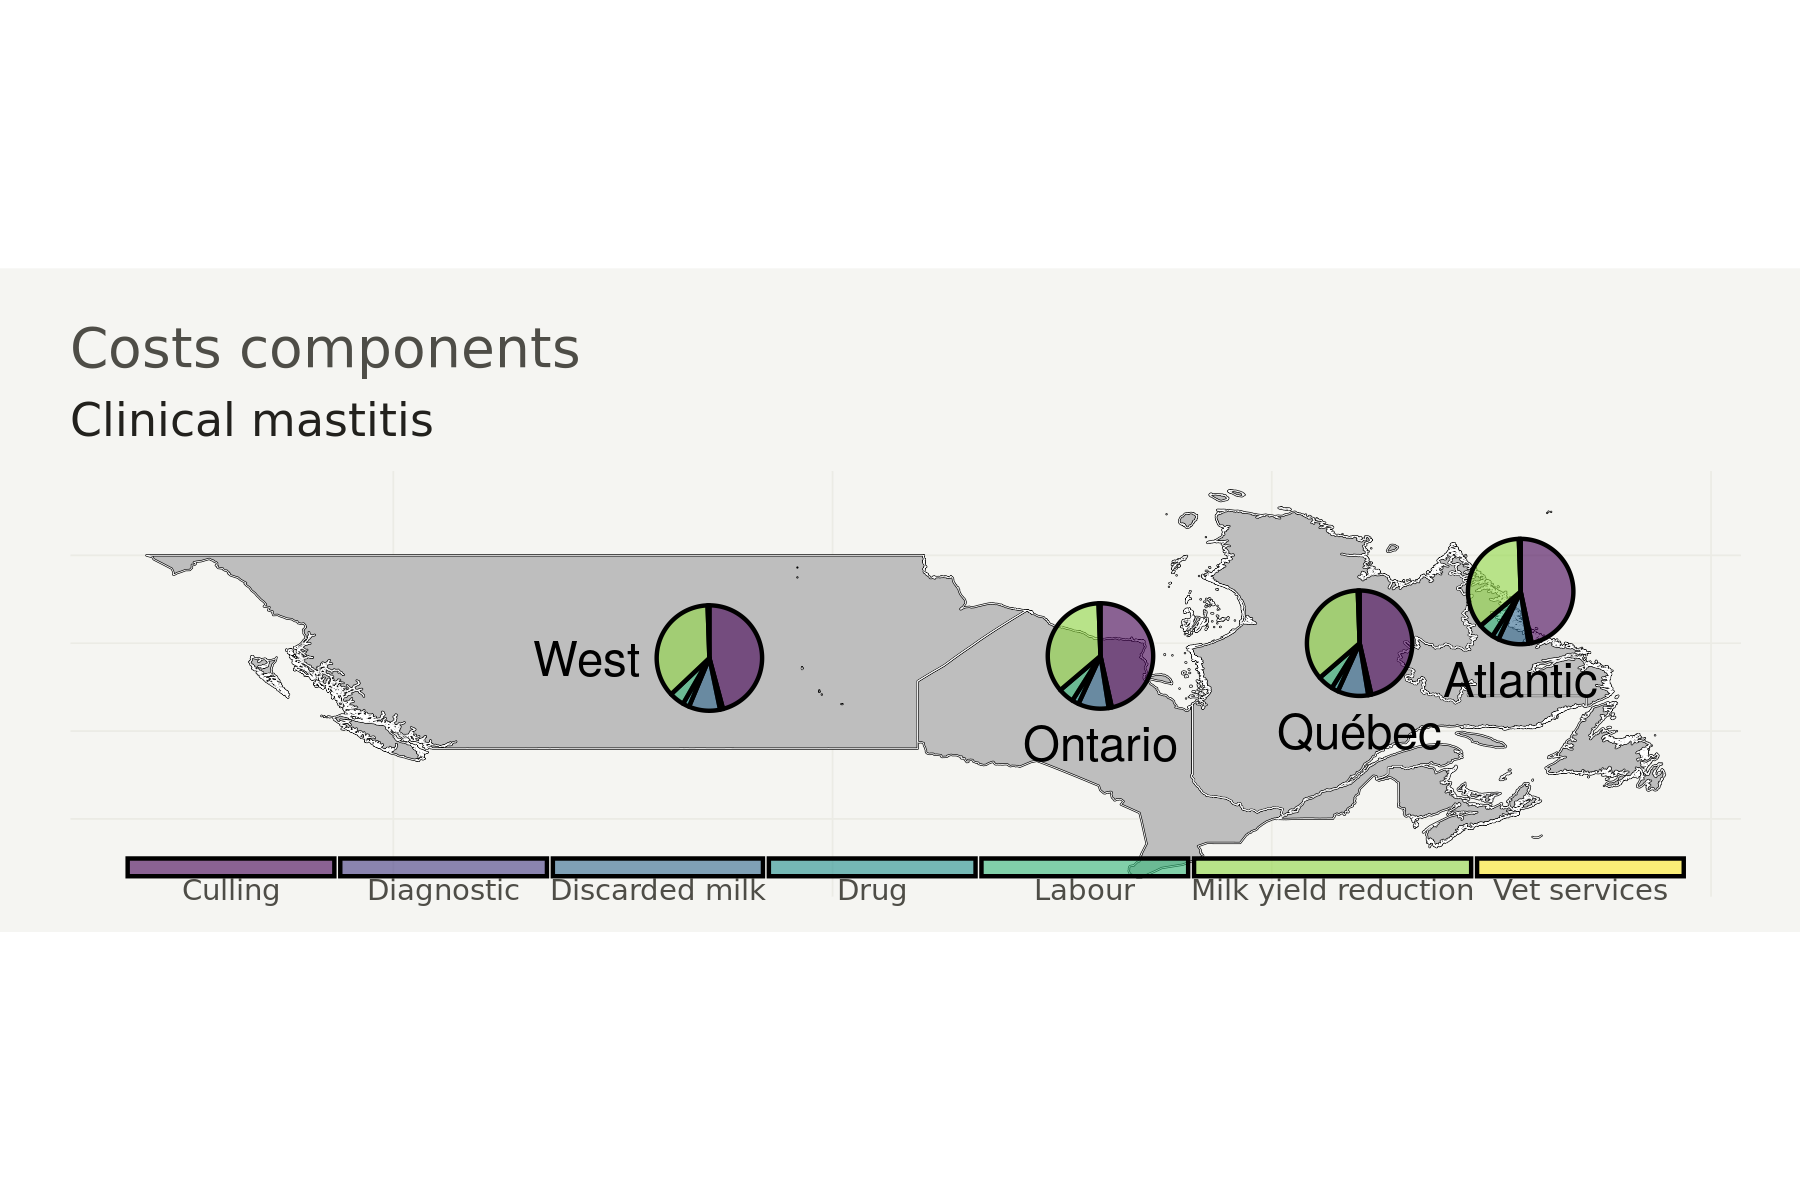 Costs components
Clinical mastitis
West
Ontario
Québec
Atlantic
Culling
Diagnostic
Discarded milk
Drug
Labour
Milk yield reduction
Vet services